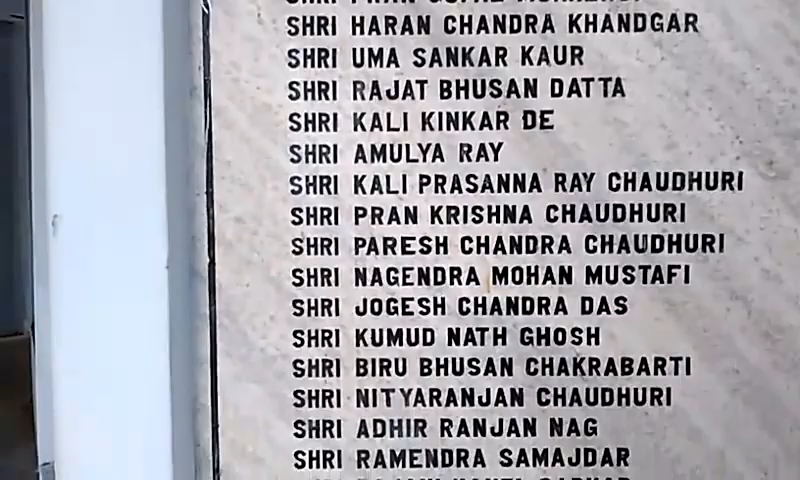 SHRI HARAN CHANDRA KHANDGAR
SHRI UMA SANKAR KAUR
SHRI RAJAT BHUSAN DATTA
SHRI KALI KINKAR DE
SHRI AMULYA RAY
SHRI KALI PRASANNA RAY CHAUDHURI
SHRI PRAN KRISHNA CHAUDHURI
SHRI PARESH CHANDRA CHAUDHURI
SHRI NAGENDRA MOHAN MUSTAFI
SHRI JOGESH CHANDRA DAS
SHRI KUMUD NATH GHOSH
SHRI BIRU BHUSAN CHAKRABARTI
SHRI NITYARANJAN CHAUDHURI
SHRI ADHIR RANJAN NAG
SHRI RAMENDRA SAMAJDAR